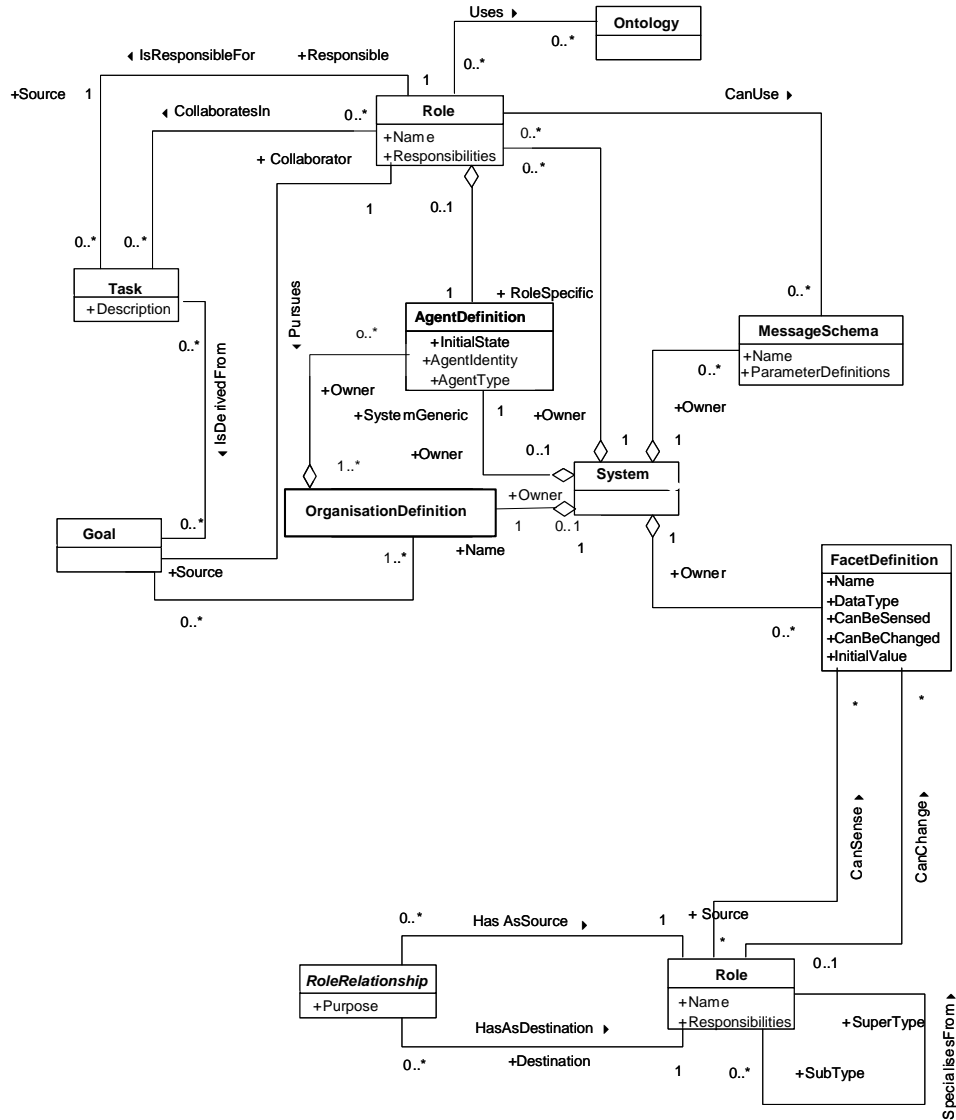 Uses ▸
Ontology
0..*
0..*
◂ IsResponsibleFor
+Responsible
+Source
1
1
CanUse ▸
◂ CollaboratesIn
0..*
Role
+Name
+Responsibilities
0..*
0..*
+ Collaborator
1
0..1
0..*
0..*
Task
+Description
0..*
◂ Pursues
1
+ RoleSpecific
0..*
AgentDefinition
+InitialState
+AgentIdentity
+AgentType
o..*
MessageSchema
+Name
+ParameterDefinitions
0..*
◂ IsDerivedFrom
+Owner
+SystemGeneric
1
+Owner
+Owner
+Owner
0..1
1
1
1..*
System
OrganisationDefinition
+Owner
1
0..1
1
1
0..*
Goal
+Name
1..*
+Source
0..*
+Owner
0..*
FacetDefinition
+Name
+DataType
+CanBeSensed
+CanBeChanged
+InitialValue
*
*
CanSense ▸
CanChange ▸
0..*
Has AsSource ▸
1
+ Source
*
0..1
RoleRelationship
+Purpose
Role
+Name
+Responsibilities
HasAsDestination ▸
+Destination
0..*
1
0..*
+SuperType
+SubType
SpecialisesFrom ▸